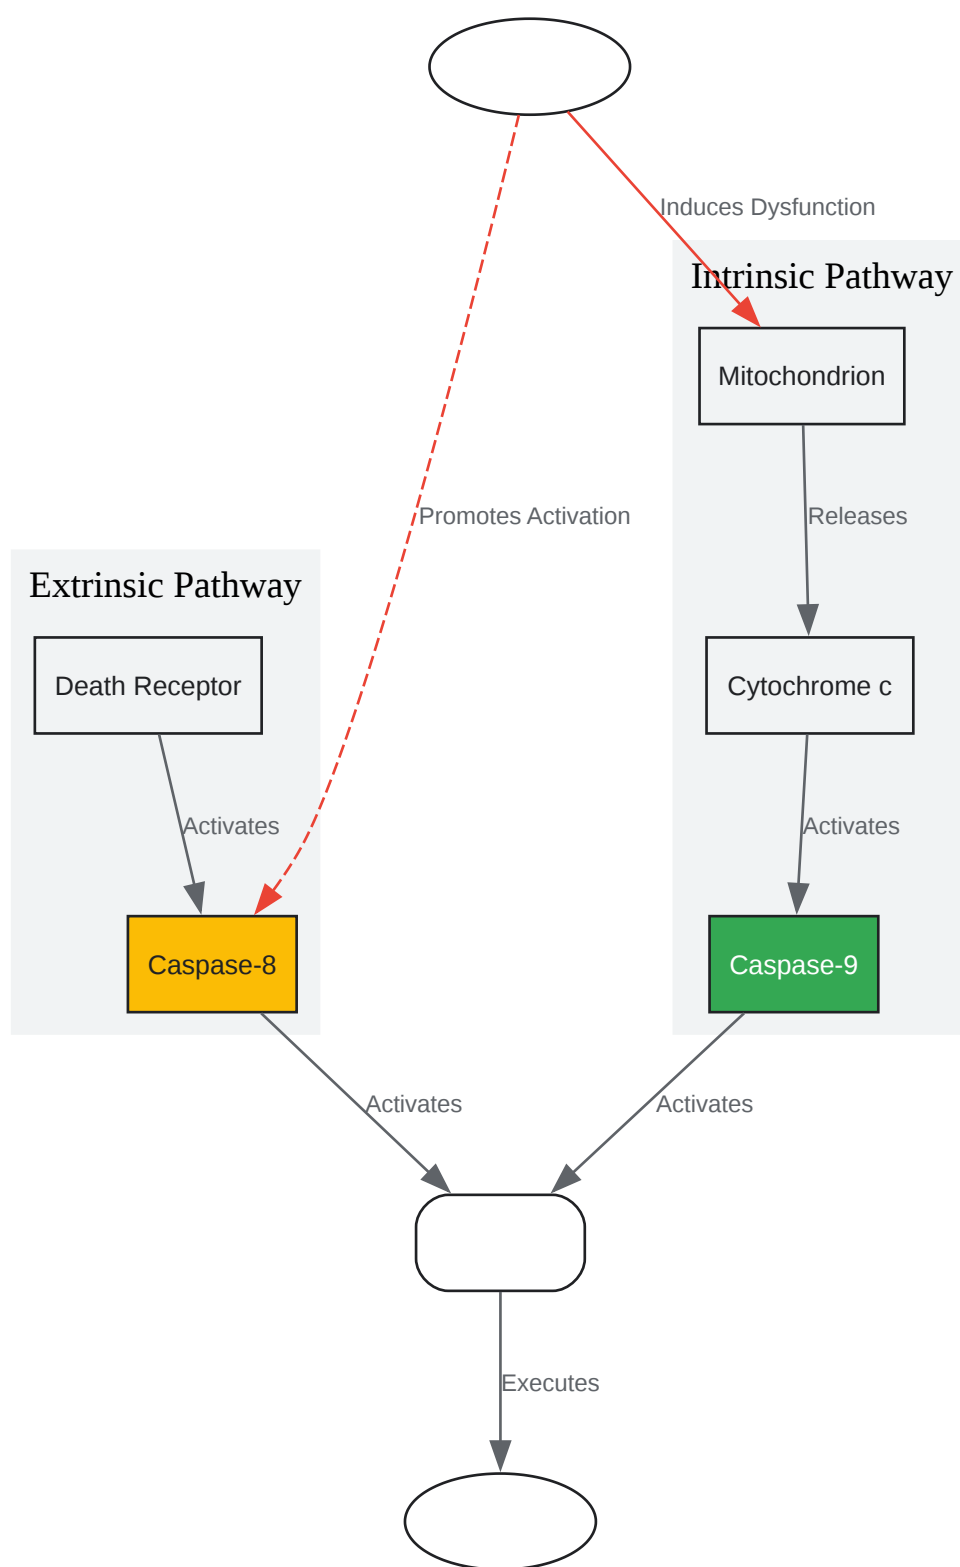 Induces Dysfunction
Intrinsic Pathway
Mitochondrion
Promotes Activation
Releases
Extrinsic Pathway
Death Receptor
Cytochrome c
Activates
Activates
Caspase-8
Caspase-9
Activates
Activates
Executes